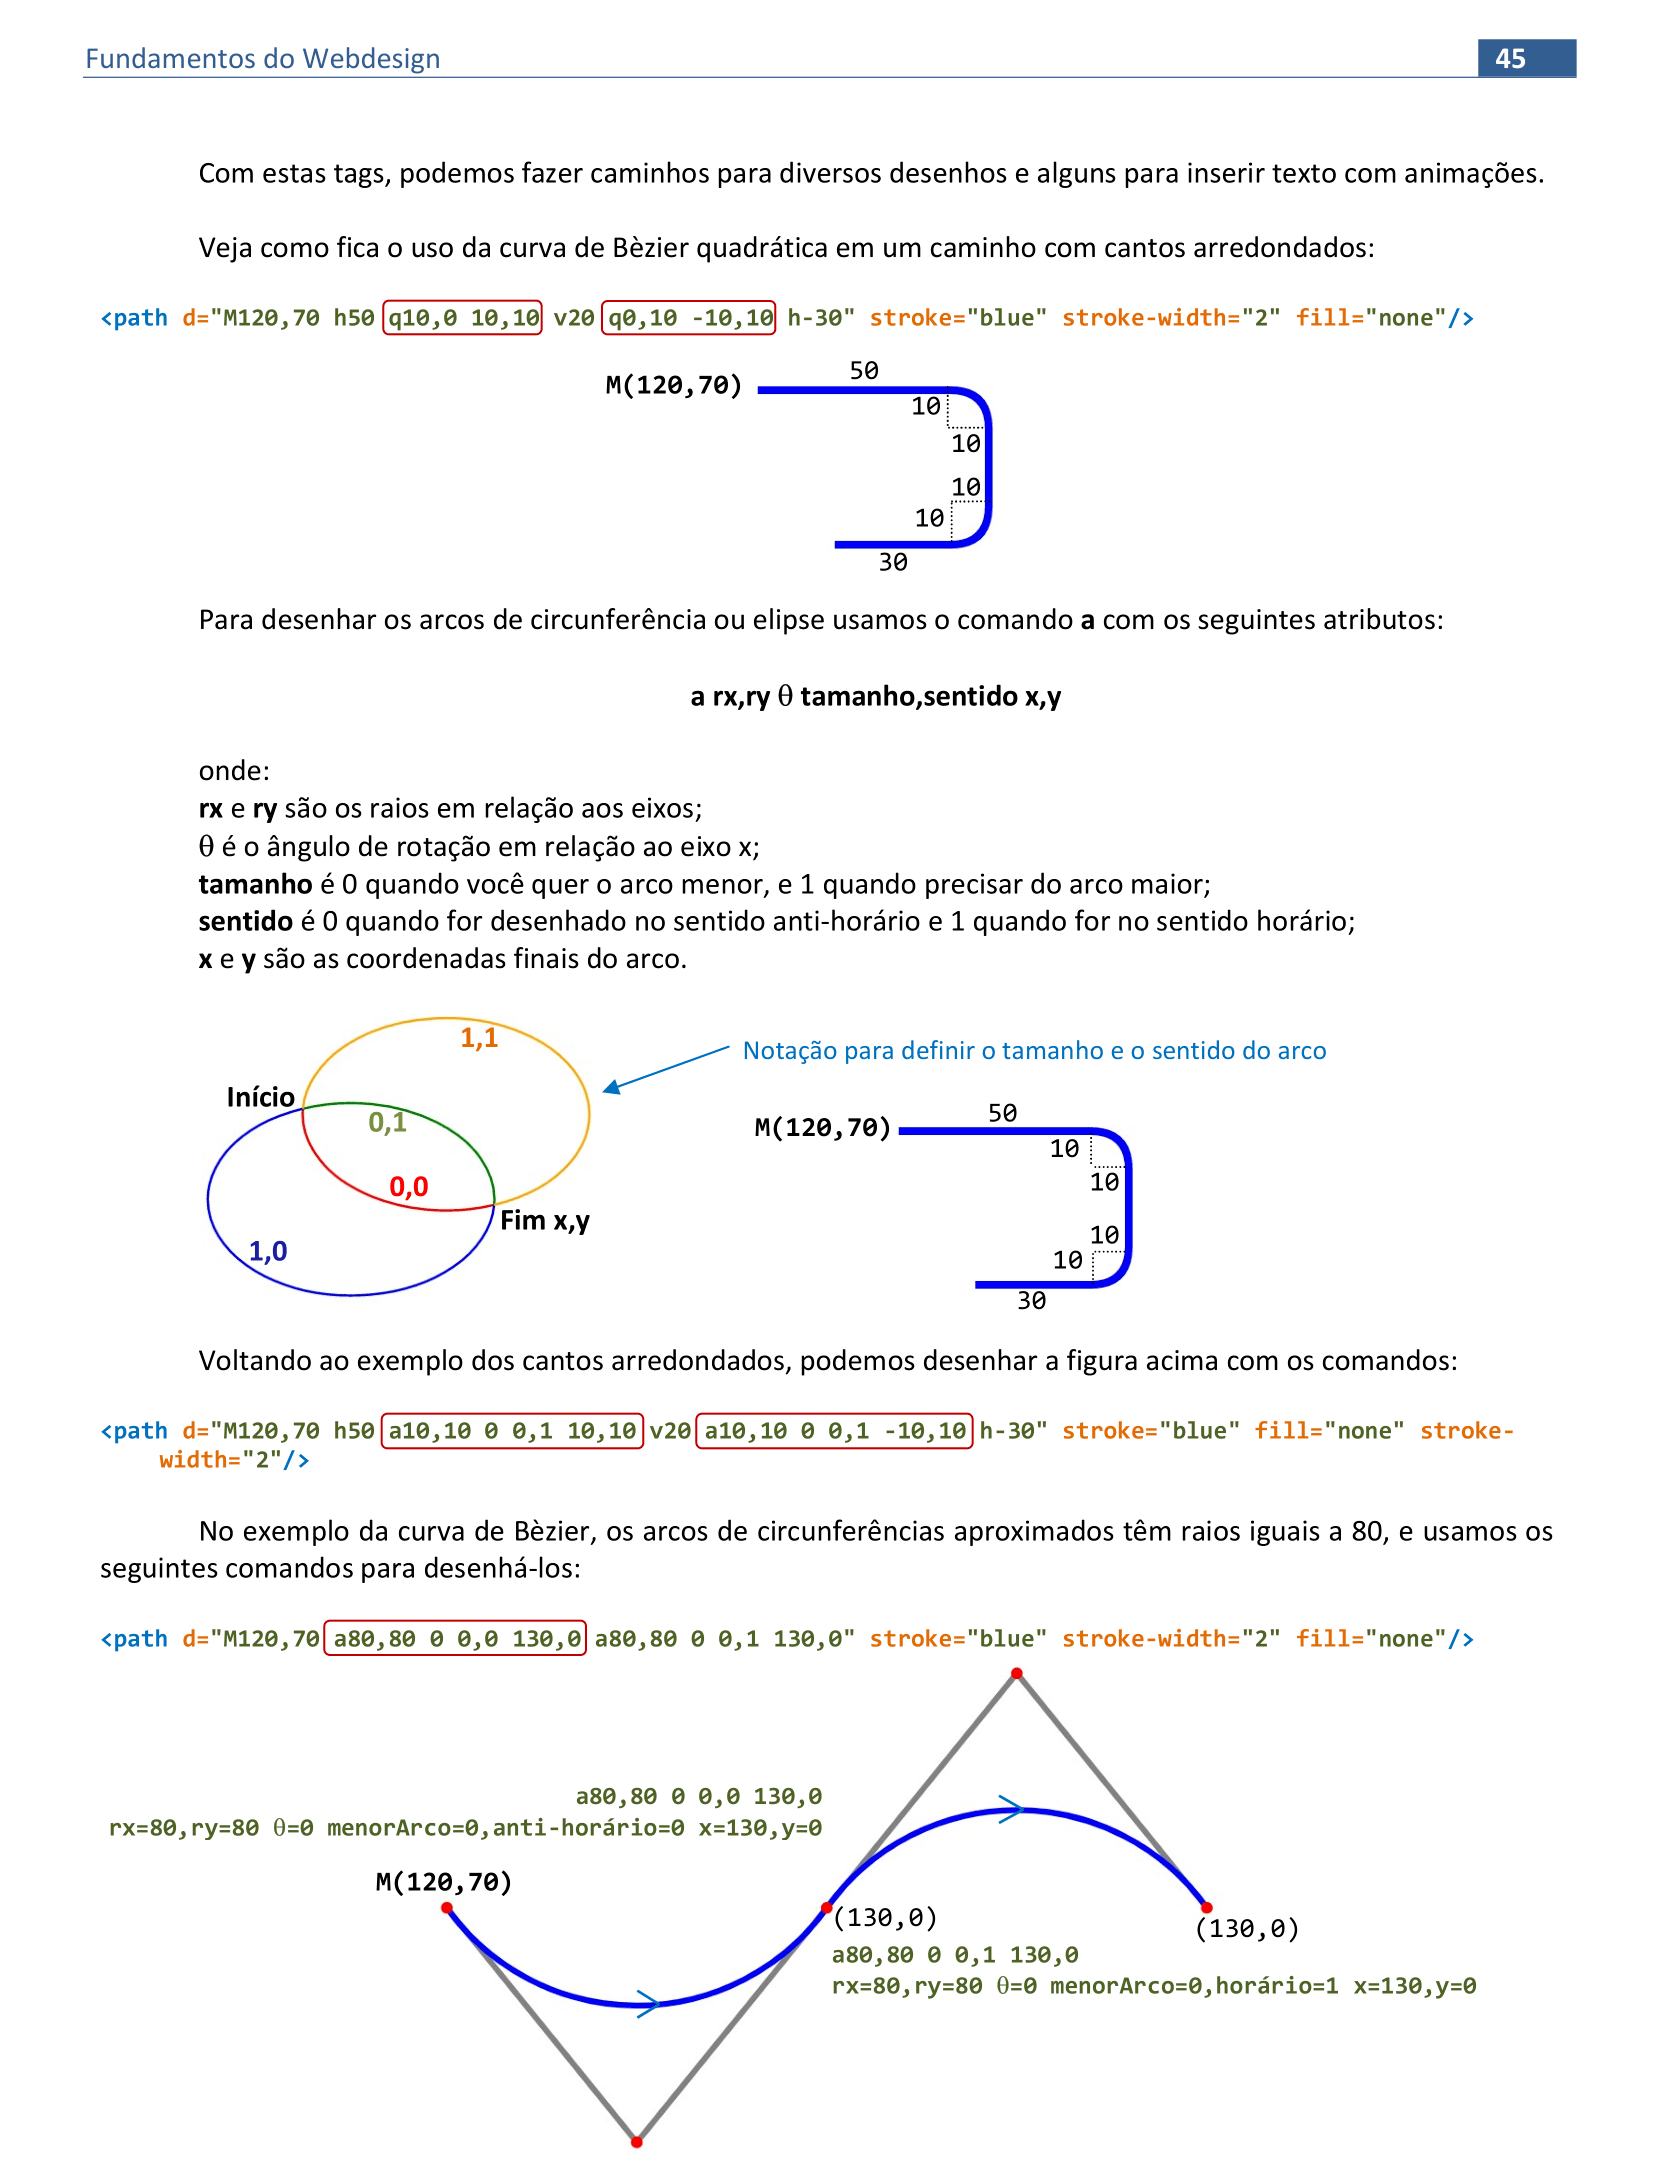 Fundamentos do Webdesign 45
Com estas tags, podemos fazer caminhos para diversos desenhos e alguns para inserir texto com animações.
Veja como fica o uso da curva de Bèzier quadrática em um caminho com cantos arredondados:
<path d="M120,70 h50 q10,0 10,10 v20 q0,10 -10,10 h-30" stroke="blue" stroke-width="2" fill="none"/>
50
M(120,70)
10
10
10
10
30
Para desenhar os arcos de circunferência ou elipse usamos o comando a com os seguintes atributos:
a rx,ry θ tamanho,sentido x,y
onde:
rx e ry são os raios em relação aos eixos;
θ é o ângulo de rotação em relação ao eixo x;
tamanho é 0 quando você quer o arco menor, e 1 quando precisar do arco maior;
sentido é 0 quando for desenhado no sentido anti-horário e 1 quando for no sentido horário;
x e y são as coordenadas finais do arco.
1,1
Notação para definir o tamanho e o sentido do arco
Início
0,1
0,0
Fim x,y
1,0
50
M(120,70)
10
10
10
10
30
Voltando ao exemplo dos cantos arredondados, podemos desenhar a figura acima com os comandos:
<path d="M120,70 h50 a10,10 0 0,1 10,10 v20 a10,10 0 0,1 -10,10 h-30" stroke="blue" fill="none" stroke-
width="2"/>
No exemplo da curva de Bèzier, os arcos de circunferências aproximados têm raios iguais a 80, e usamos os
seguintes comandos para desenhá-los:
<path d="M120,70 a80,80 0 0,0 130,0 a80,80 0 0,1 130,0" stroke="blue" stroke-width="2" fill="none"/>
a80,80 0 0,0 130,0
rx=80,ry=80 θ=0 menorArco=0,anti-horário=0 x=130,y=0
M(120,70)
(130,0)
(130,0)
a80,80 0 0,1 130,0
rx=80,ry=80 θ=0 menorArco=0,horário=1 x=130,y=0